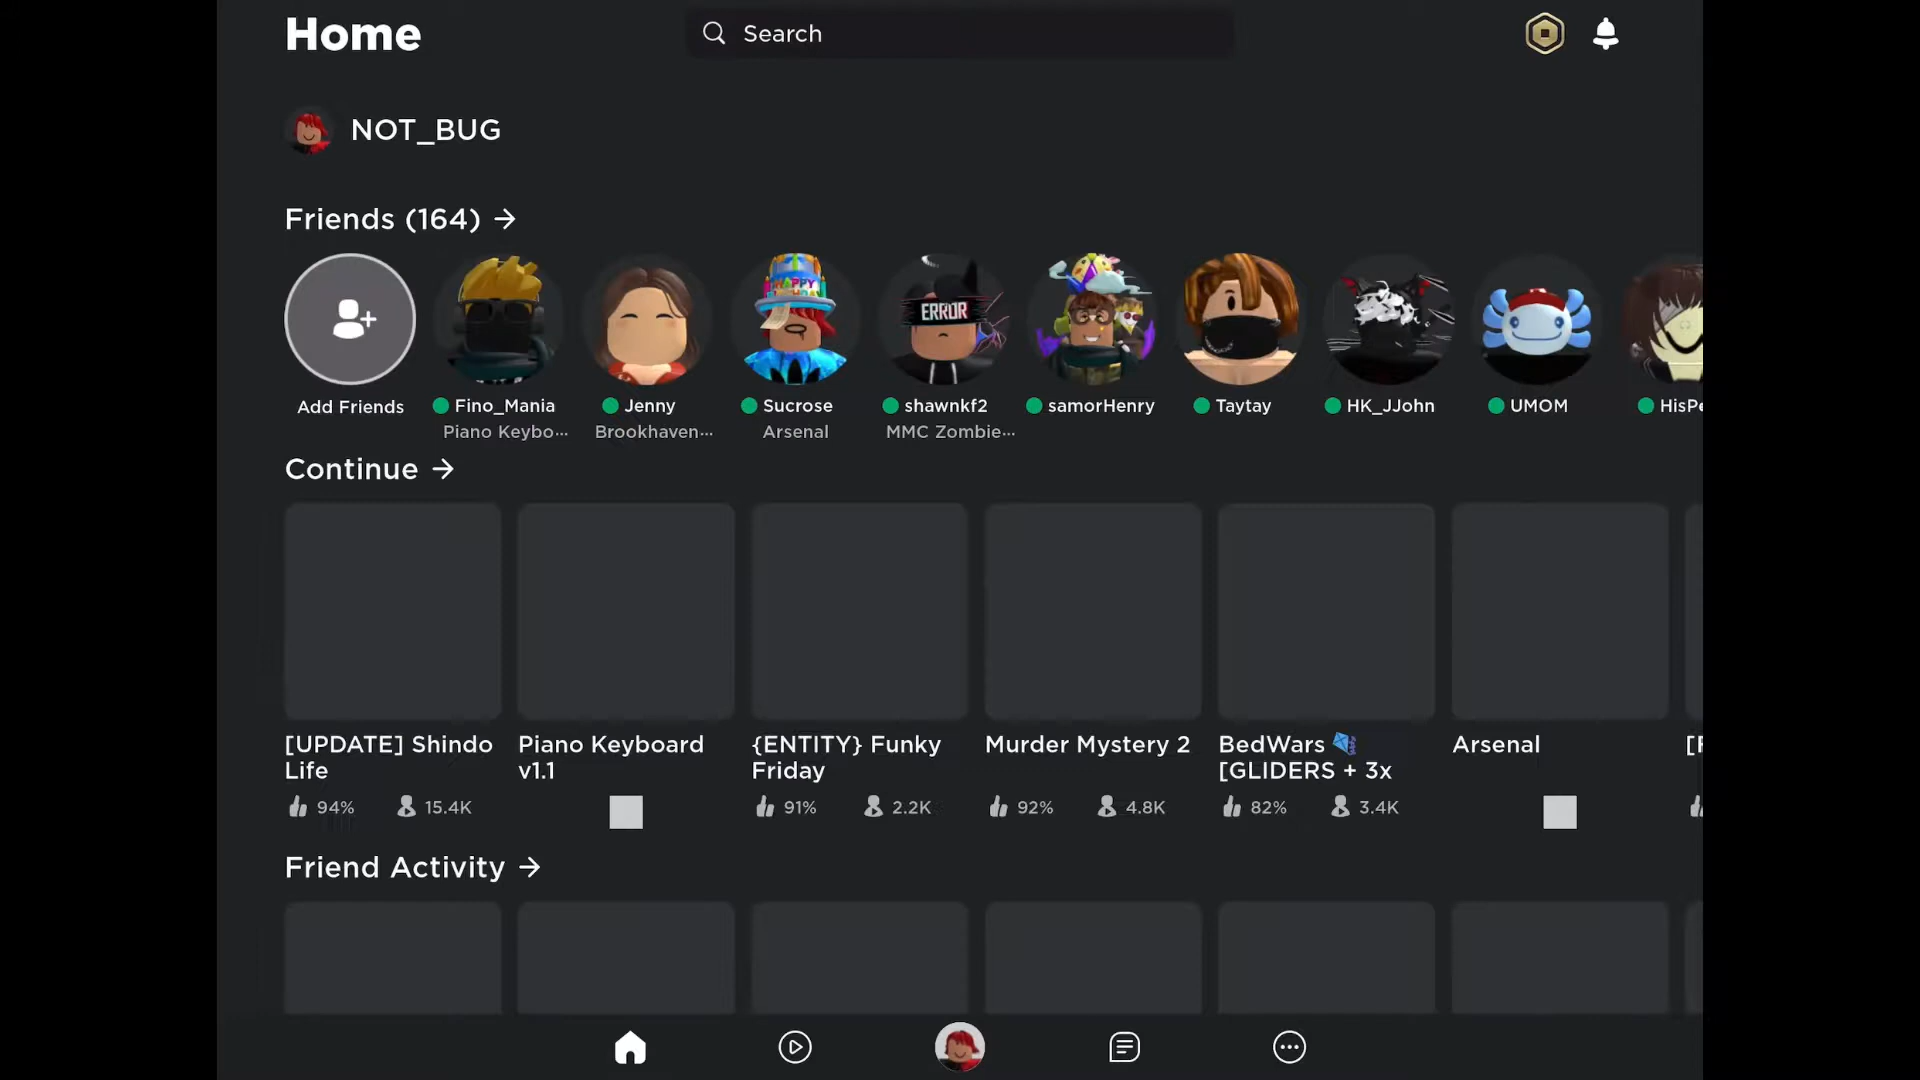 Home
Search
NOT_BUG
Friends (164) →
ERROR
Add Friends
Fino_Mania
Jenny
Sucrose
shawnkf2
samorHenry
Taytay
HK_JJohn
UMOM
HisPe
Piano Keybo...
Brookhaven...
Arsenal
MMC Zombie...
Continue →
[UPDATE] Shindo Life
Piano Keyboard v1.1
{ENTITY} Funky Friday
Murder Mystery 2
BedWars 🪁 [GLIDERS + 3x
Arsenal
94% 15.4K
91% 2.2K
92% 4.8K
82% 3.4K
Friend Activity →